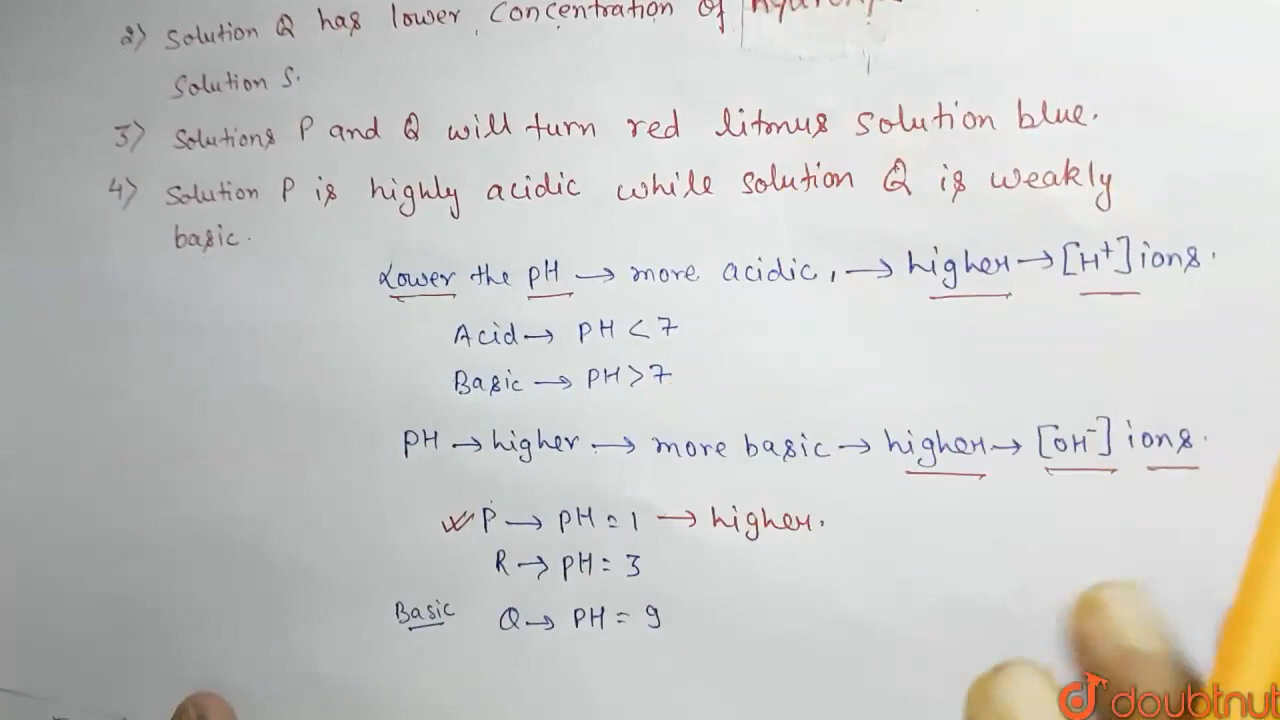 2) Solution Q has lower concentration of
Solution S.
3) Solutions P and Q will turn red litmus solution blue.
4) Solution P is highly acidic while solution Q is weakly
basic.
Lower the pH → more acidic, → higher → [H⁺] ions.
Acid → PH < 7
Basic → PH > 7
PH → higher → more basic → higher → [OH⁻] ions.
P → PH = 1 → higher.
R → PH = 3
Basic Q → PH = 9
doubtnut